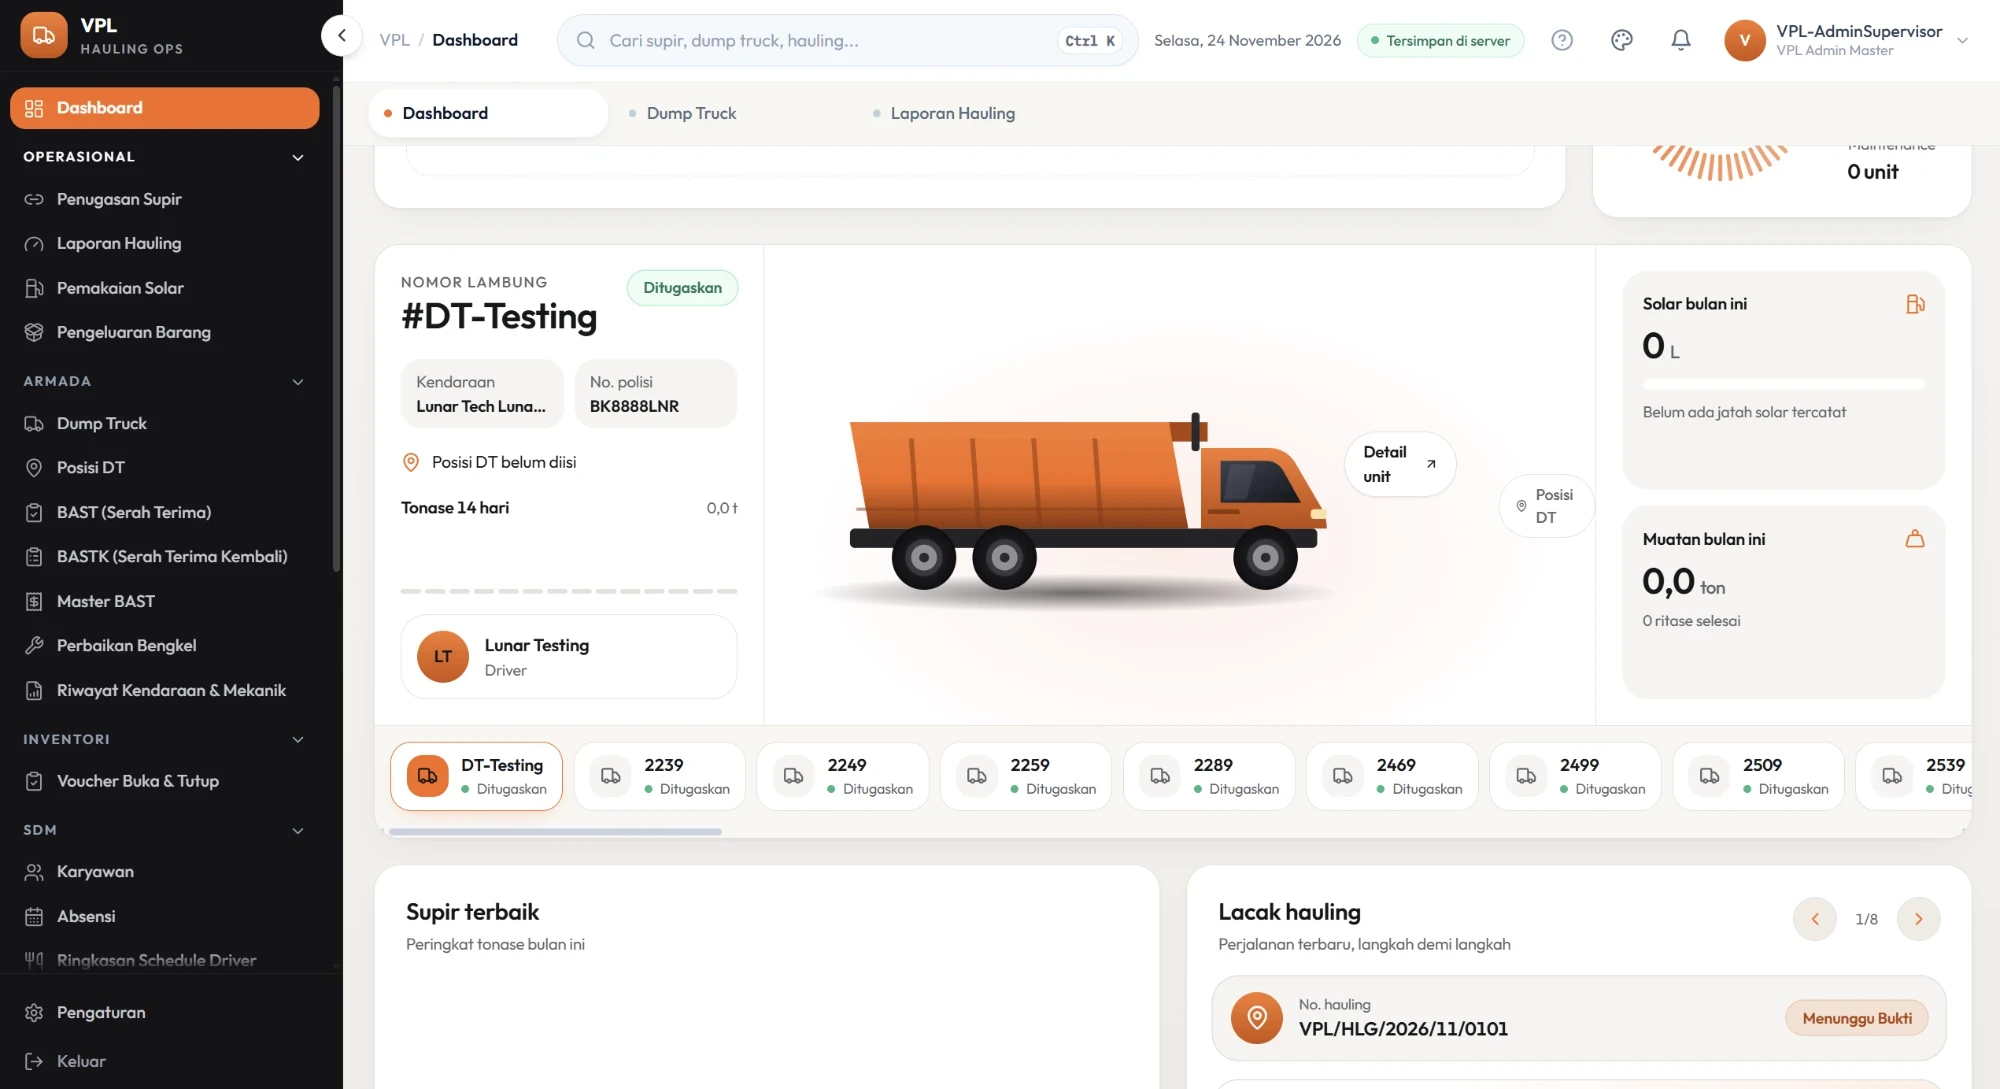 VPL
HAULING OPS
Dashboard
OPERASIONAL
Penugasan Supir
Laporan Hauling
Pemakaian Solar
Pengeluaran Barang
ARMADA
Dump Truck
Posisi DT
BAST (Serah Terima)
BASTK (Serah Terima Kembali)
Master BAST
Perbaikan Bengkel
Riwayat Kendaraan & Mekanik
INVENTORI
Voucher Buka & Tutup
SDM
Karyawan
Absensi
Ringkasan Schedule Driver
Pengaturan
Keluar
VPL / Dashboard
Cari supir, dump truck, hauling...
Ctrl K
Selasa, 24 November 2026
Tersimpan di server
V
VPL-AdminSupervisor
VPL Admin Master
Dashboard
Dump Truck
Laporan Hauling
Maintenance
0 unit
NOMOR LAMBUNG
#DT-Testing
Ditugaskan
Kendaraan
Lunar Tech Luna...
No. polisi
BK8888LNR
Posisi DT belum diisi
Tonase 14 hari
0,0 t
LT
Lunar Testing
Driver
Detail
unit
Posisi
DT
Solar bulan ini
0 L
Belum ada jatah solar tercatat
Muatan bulan ini
0,0 ton
0 ritase selesai
DT-Testing
Ditugaskan
2239
Ditugaskan
2249
Ditugaskan
2259
Ditugaskan
2289
Ditugaskan
2469
Ditugaskan
2499
Ditugaskan
2509
Ditugaskan
2539
Ditug
Supir terbaik
Peringkat tonase bulan ini
Lacak hauling
Perjalanan terbaru, langkah demi langkah
1/8
No. hauling
VPL/HLG/2026/11/0101
Menunggu Bukti